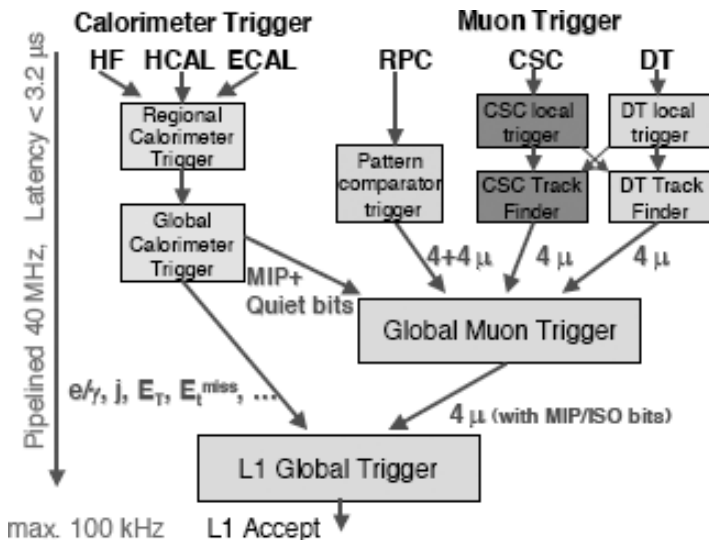 Calorimeter Trigger
Muon Trigger
HF HCAL ECAL
RPC
CSC
DT
Regional
Calorimeter
Trigger
Pattern
comparator
trigger
CSC local
trigger
DT local
trigger
Global
Calorimeter
Trigger
CSC Track
Finder
DT Track
Finder
4+4 μ
4 μ
4 μ
MIP+
Quiet bits
Global Muon Trigger
e/γ, j, E_T, E_t^miss, ...
4 μ (with MIP/ISO bits)
L1 Global Trigger
Pipelined 40 MHz, Latency < 3.2 μs
max. 100 kHz
L1 Accept